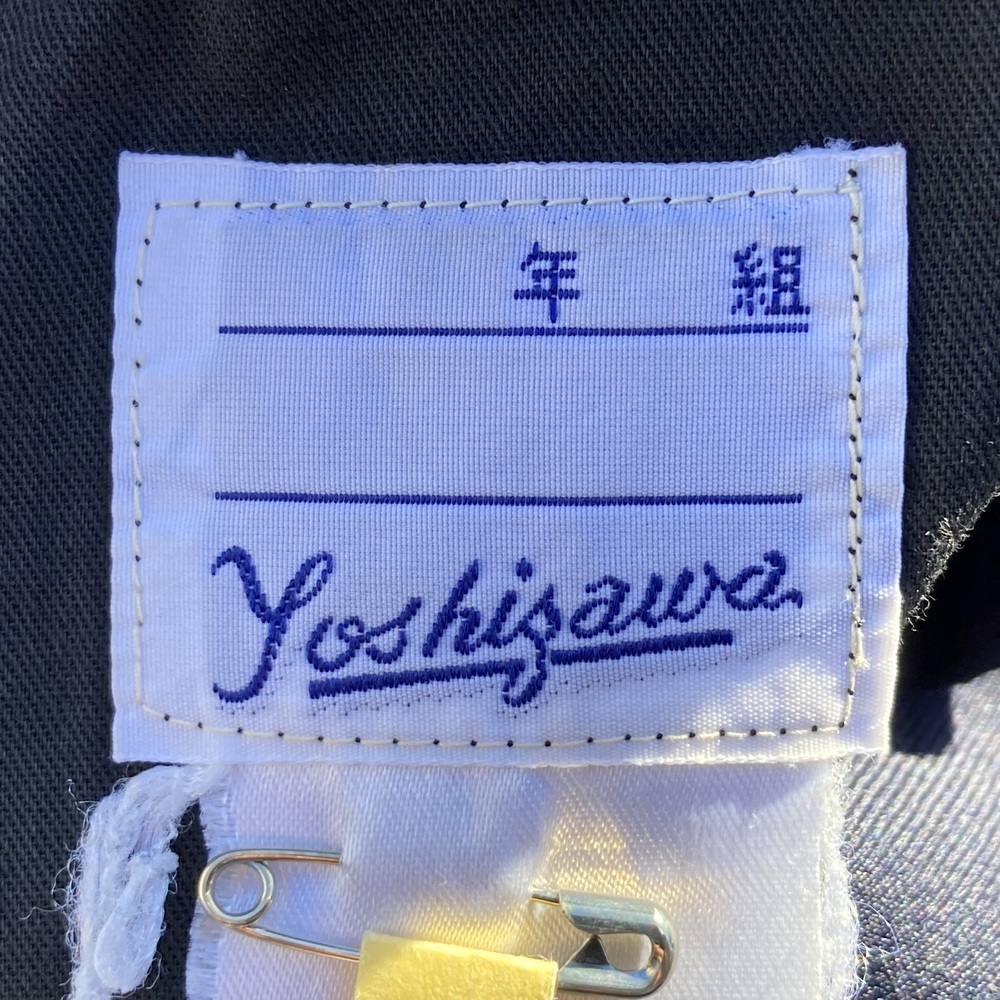 年 組
Yoshizawa